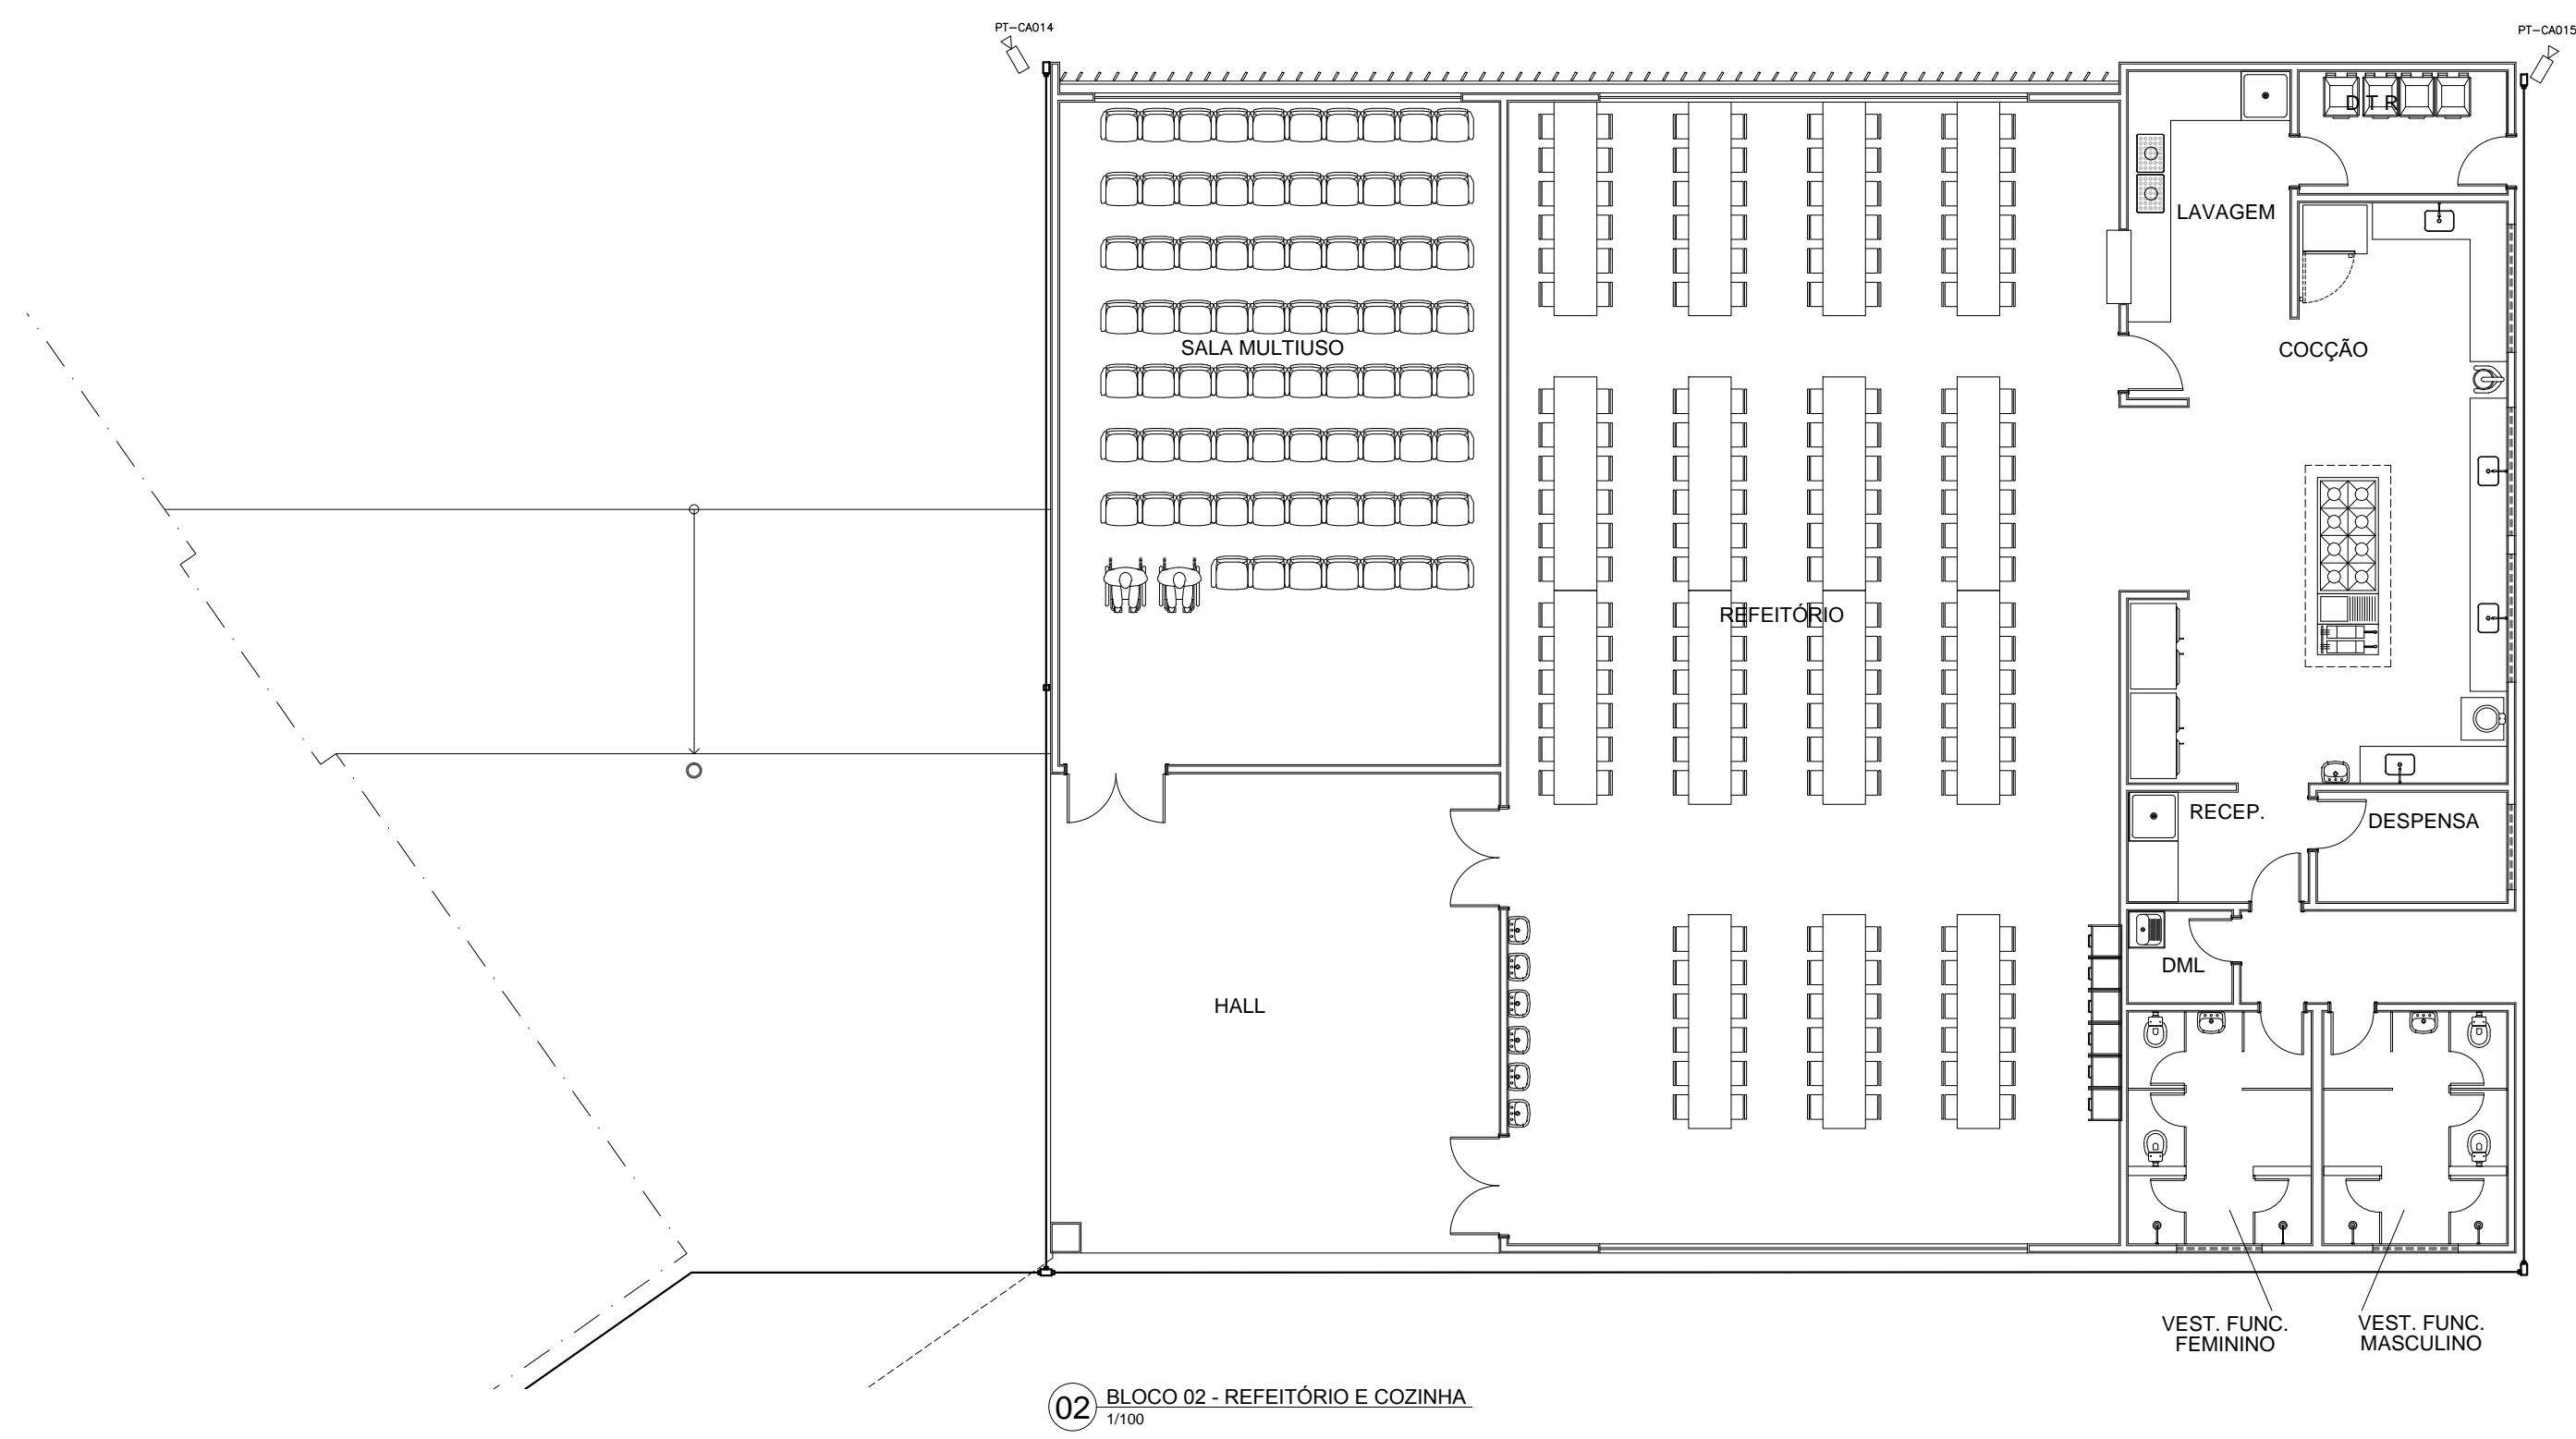 PT-CA014
PT-CA015
DTR
LAVAGEM
SALA MULTIUSO
COCÇÃO
REFEITÓRIO
RECEP.
DESPENSA
DML
HALL
VEST. FUNC.
FEMININO
VEST. FUNC.
MASCULINO
02
BLOCO 02 - REFEITÓRIO E COZINHA
1/100